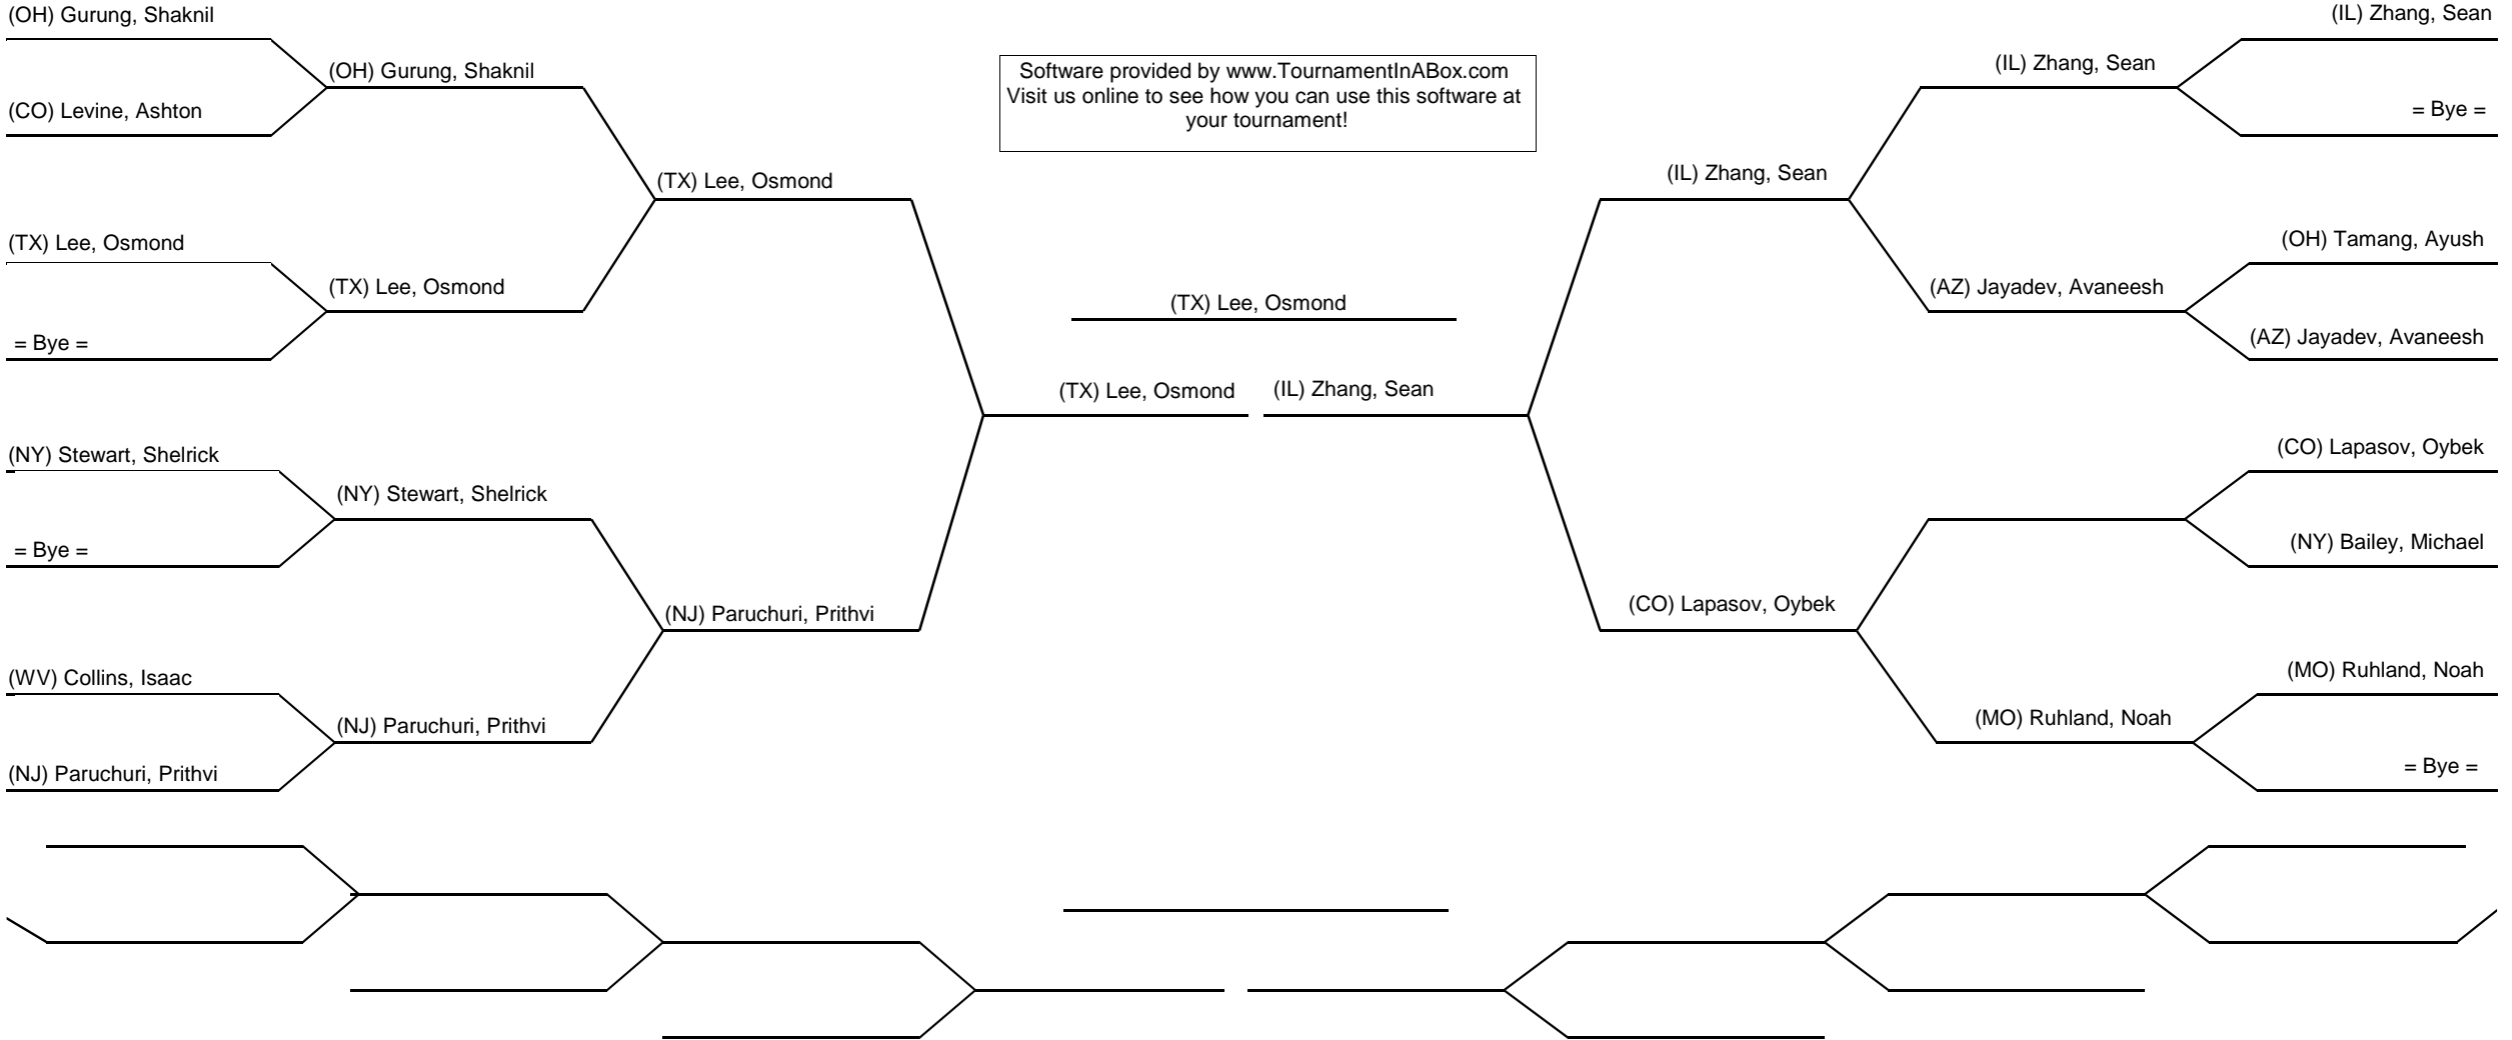 (OH) Gurung, Shaknil
(OH) Gurung, Shaknil
(CO) Levine, Ashton
(TX) Lee, Osmond
(TX) Lee, Osmond
(TX) Lee, Osmond
= Bye =
(NY) Stewart, Shelrick
(NY) Stewart, Shelrick
= Bye =
(NJ) Paruchuri, Prithvi
(WV) Collins, Isaac
(NJ) Paruchuri, Prithvi
(NJ) Paruchuri, Prithvi
Software provided by www.TournamentInABox.com
Visit us online to see how you can use this software at
your tournament!
(TX) Lee, Osmond
(TX) Lee, Osmond
(IL) Zhang, Sean
(IL) Zhang, Sean
(IL) Zhang, Sean
= Bye =
(IL) Zhang, Sean
(OH) Tamang, Ayush
(AZ) Jayadev, Avaneesh
(AZ) Jayadev, Avaneesh
(CO) Lapasov, Oybek
(NY) Bailey, Michael
(CO) Lapasov, Oybek
(MO) Ruhland, Noah
(MO) Ruhland, Noah
= Bye =